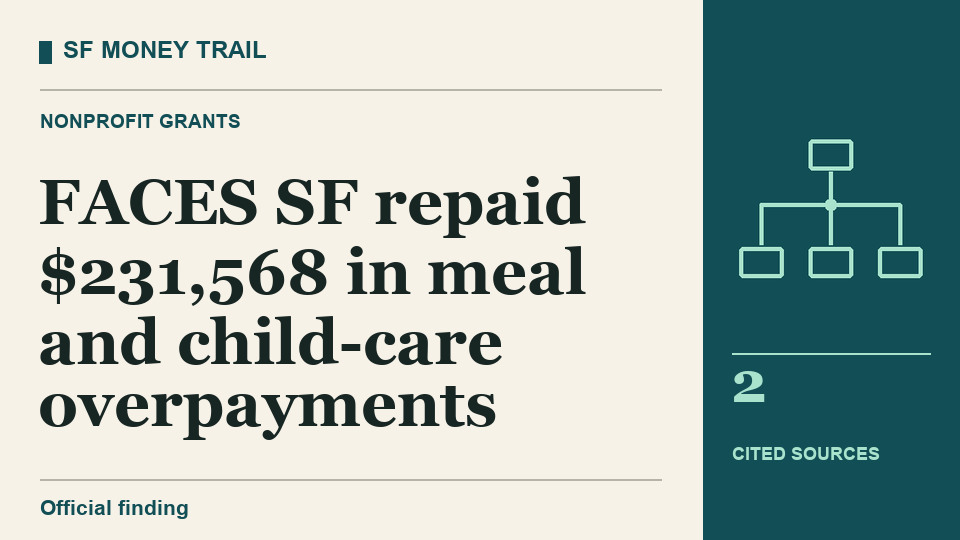 SF MONEY TRAIL
NONPROFIT GRANTS
FACES SF repaid
$231,568 in meal
and child-care
overpayments
Official finding
2
CITED SOURCES